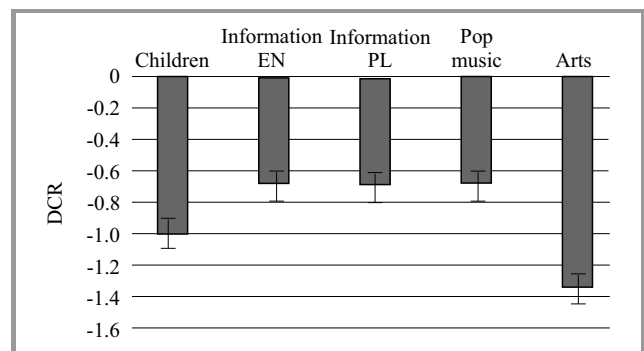 Children
Information
EN
Information
PL
Pop
music
Arts
DCR
0
-0.2
-0.4
-0.6
-0.8
-1.0
-1.2
-1.4
-1.6